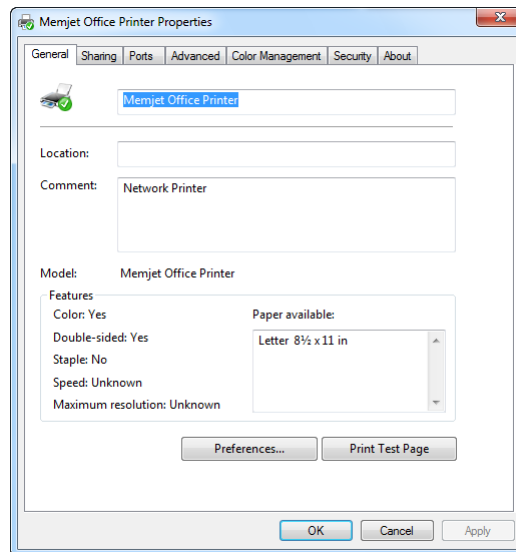 Memjet Office Printer Properties
General Sharing Ports Advanced Color Management Security About
Memjet Office Printer
Location:
Comment: Network Printer
Model: Memjet Office Printer
Features
Color: Yes Paper available:
Double-sided: Yes Letter 8½ x 11 in
Staple: No
Speed: Unknown
Maximum resolution: Unknown
Preferences... Print Test Page
OK Cancel Apply